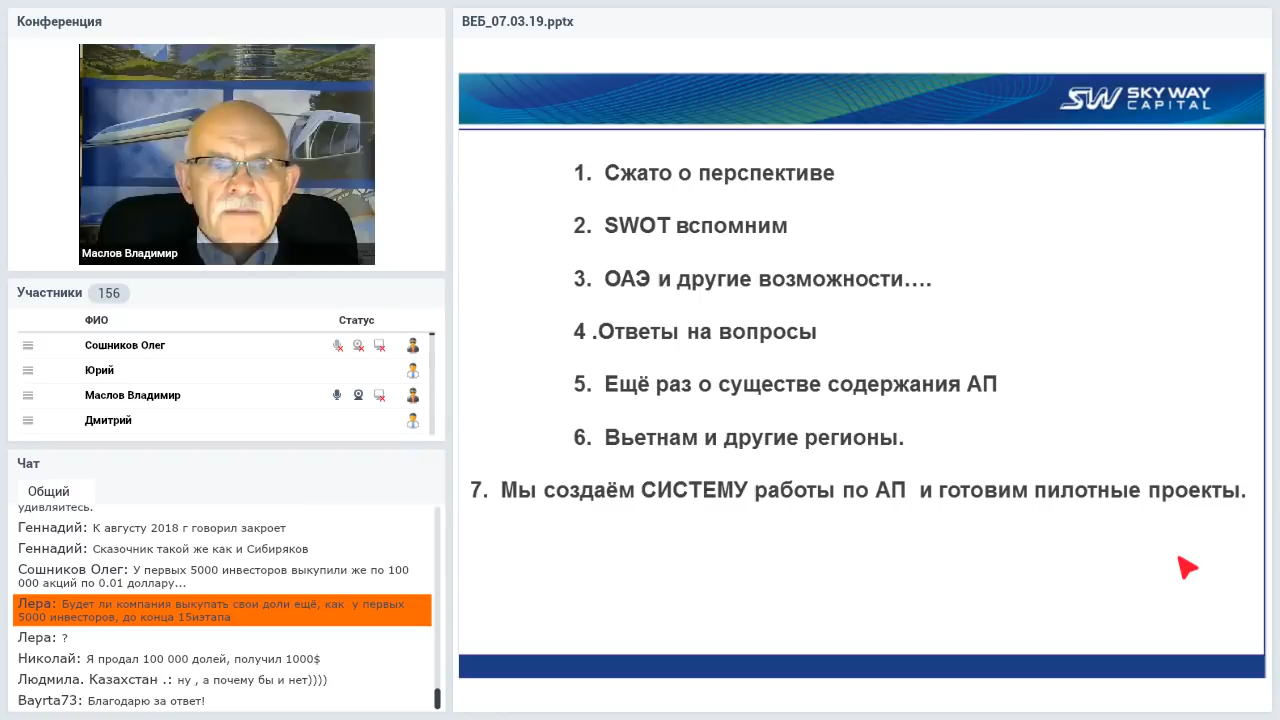 Конференция
Маслов Владимир
Участники 156
ФИО Статус
Сошников Олег
Юрий
Маслов Владимир
Дмитрий
Чат
Общий
удивляйтесь.
Геннадий: К августу 2018 г говорил закроет
Геннадий: Сказочник такой же как и Сибиряков
Сошников Олег: У первых 5000 инвесторов выкупили же по 100
000 акций по 0.01 доллару...
Лера: Будет ли компания выкупать свои доли ещё, как у первых
5000 инвесторов, до конца 15иэтапа
Лера: ?
Николай: Я продал 100 000 долей, получил 1000$
Людмила. Казахстан .: ну , а почему бы и нет))))
Bayrta73: Благодарю за ответ!
ВЕБ_07.03.19.pptx
SW SKY WAY
CAPITAL
1. Сжато о перспективе
2. SWOT вспомним
3. ОАЭ и другие возможности....
4 .Ответы на вопросы
5. Ещё раз о существе содержания АП
6. Вьетнам и другие регионы.
7. Мы создаём СИСТЕМУ работы по АП и готовим пилотные проекты.